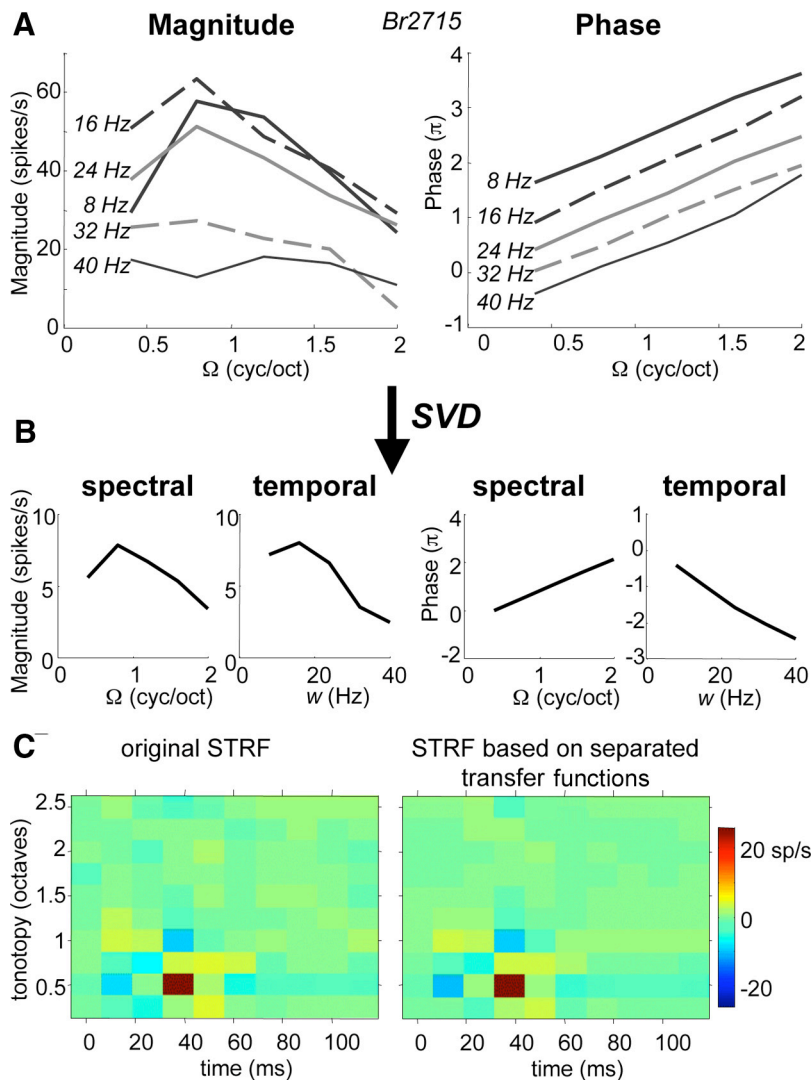 A
Magnitude
Br2715
Phase
Magnitude (spikes/s)
60
40
20
0
16 Hz
24 Hz
8 Hz
32 Hz
40 Hz
0 0.5 1 1.5 2
Ω (cyc/oct)
Phase (π)
4
3
2
1
0
-1
8 Hz
16 Hz
24 Hz
32 Hz
40 Hz
0 0.5 1 1.5 2
Ω (cyc/oct)
SVD
B
spectral
temporal
spectral
temporal
Magnitude (spikes/s)
10
5
0
0 1 2
Ω (cyc/oct)
10
5
0
0 20 40
w (Hz)
Phase (π)
4
2
0
-2
0 1 2
Ω (cyc/oct)
1
0
-1
-2
-3
0 20 40
w (Hz)
C
original STRF
STRF based on separated
transfer functions
tonotopy (octaves)
2.5
2
1.5
1
0.5
0 20 40 60 80 100
time (ms)
0 20 40 60 80 100
time (ms)
20 sp/s
0
-20